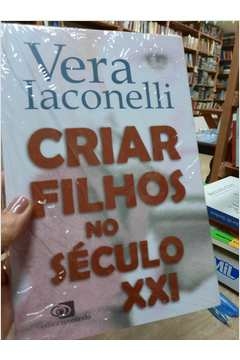 Vera
Iaconelli
CRIAR
FILHOS
NO
SÉCULO
XXI